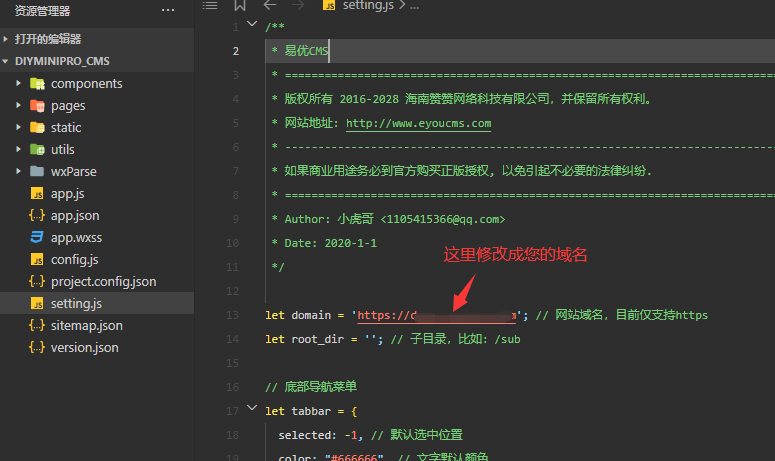 资源管理器
···
setting.js > ...
打开的编辑器
DIYMINIPRO_CMS
components
pages
static
utils
wxParse
JS app.js
{..} app.json
app.wxss
JS config.js
{..} project.config.json
JS setting.js
{..} sitemap.json
{..} version.json
1 /**
2 * 易优CMS
3 * ============================================================================
4 * 版权所有 2016-2028 海南赞赞网络科技有限公司，并保留所有权利。
5 * 网站地址: http://www.eyoucms.com
6 * ----------------------------------------------------------------------------
7 * 如果商业用途务必到官方购买正版授权, 以免引起不必要的法律纠纷.
8 * ============================================================================
9 * Author: 小虎哥 <1105415366@qq.com>
10 * Date: 2020-1-1
这里修改成您的域名
11 */
12
13 let domain = 'https://d '; // 网站域名，目前仅支持https
14 let root_dir = ''; // 子目录，比如: /sub
15
16 // 底部导航菜单
17 let tabbar = {
18 selected: -1, // 默认选中位置
19 color: "#666666", // 文字默认颜色